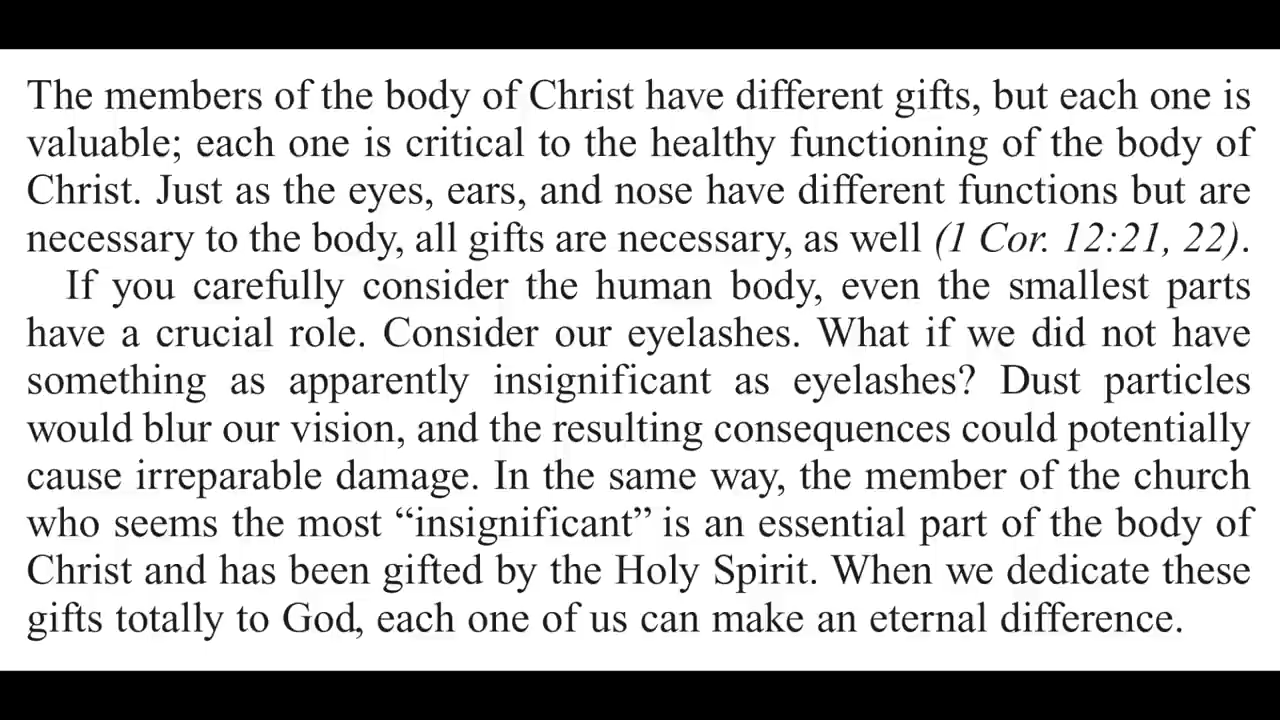 The members of the body of Christ have different gifts, but each one is
valuable; each one is critical to the healthy functioning of the body of
Christ. Just as the eyes, ears, and nose have different functions but are
necessary to the body, all gifts are necessary, as well (1 Cor. 12:21, 22).
If you carefully consider the human body, even the smallest parts
have a crucial role. Consider our eyelashes. What if we did not have
something as apparently insignificant as eyelashes? Dust particles
would blur our vision, and the resulting consequences could potentially
cause irreparable damage. In the same way, the member of the church
who seems the most “insignificant” is an essential part of the body of
Christ and has been gifted by the Holy Spirit. When we dedicate these
gifts totally to God, each one of us can make an eternal difference.